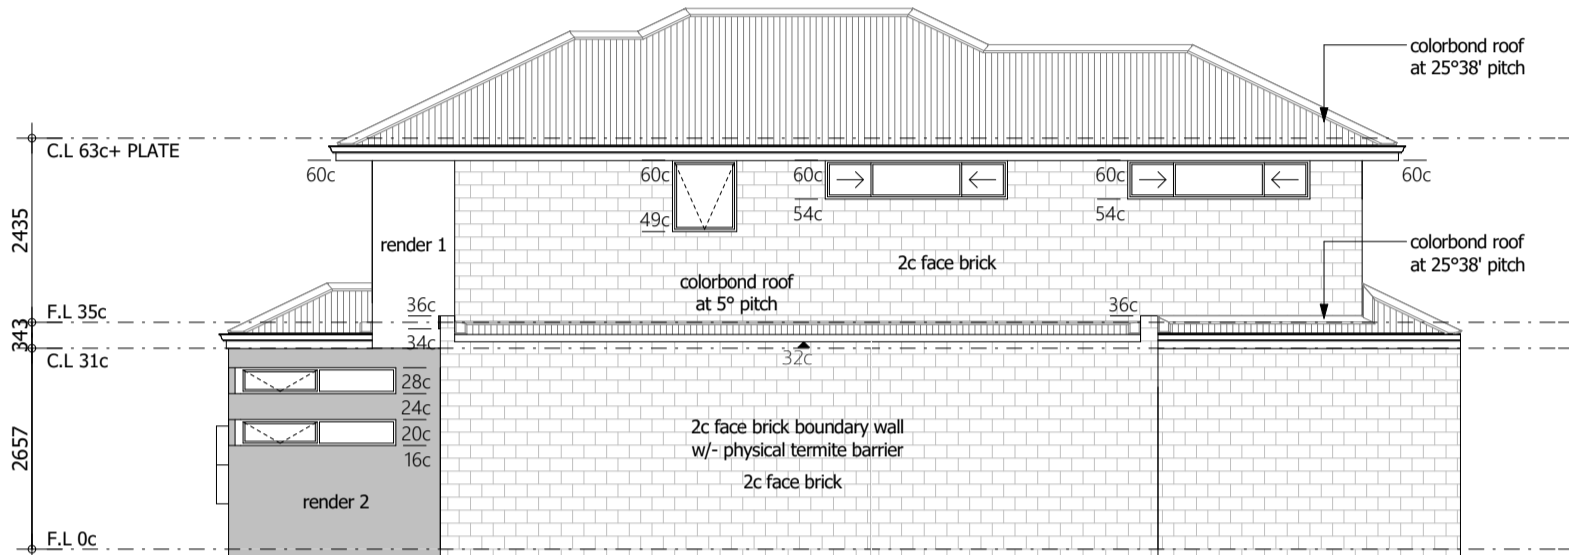 colorbond roof
at 25°38' pitch
C.L 63c+ PLATE
60c
60c
60c
60c
60c
49c
54c
54c
2435
render 1
2c face brick
colorbond roof
at 25°38' pitch
colorbond roof
at 5° pitch
F.L 35c
36c
36c
343
34c
32c
C.L 31c
28c
24c
20c
16c
2657
2c face brick boundary wall
w/- physical termite barrier
2c face brick
render 2
F.L 0c